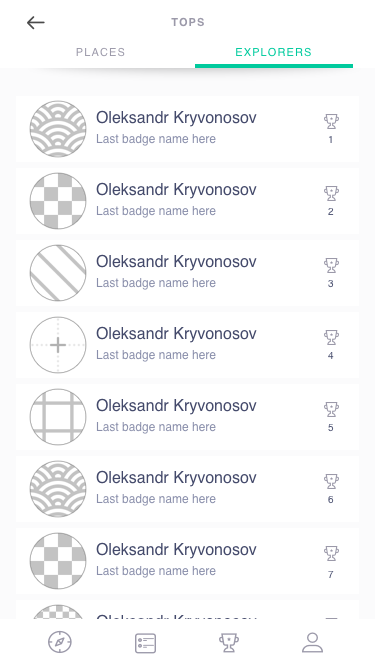 TOPS
PLACES
EXPLORERS
Oleksandr Kryvonosov
Last badge name here
1
Oleksandr Kryvonosov
Last badge name here
2
Oleksandr Kryvonosov
Last badge name here
3
Oleksandr Kryvonosov
Last badge name here
4
Oleksandr Kryvonosov
Last badge name here
5
Oleksandr Kryvonosov
Last badge name here
6
Oleksandr Kryvonosov
Last badge name here
7
Oleksandr Kryvonosov